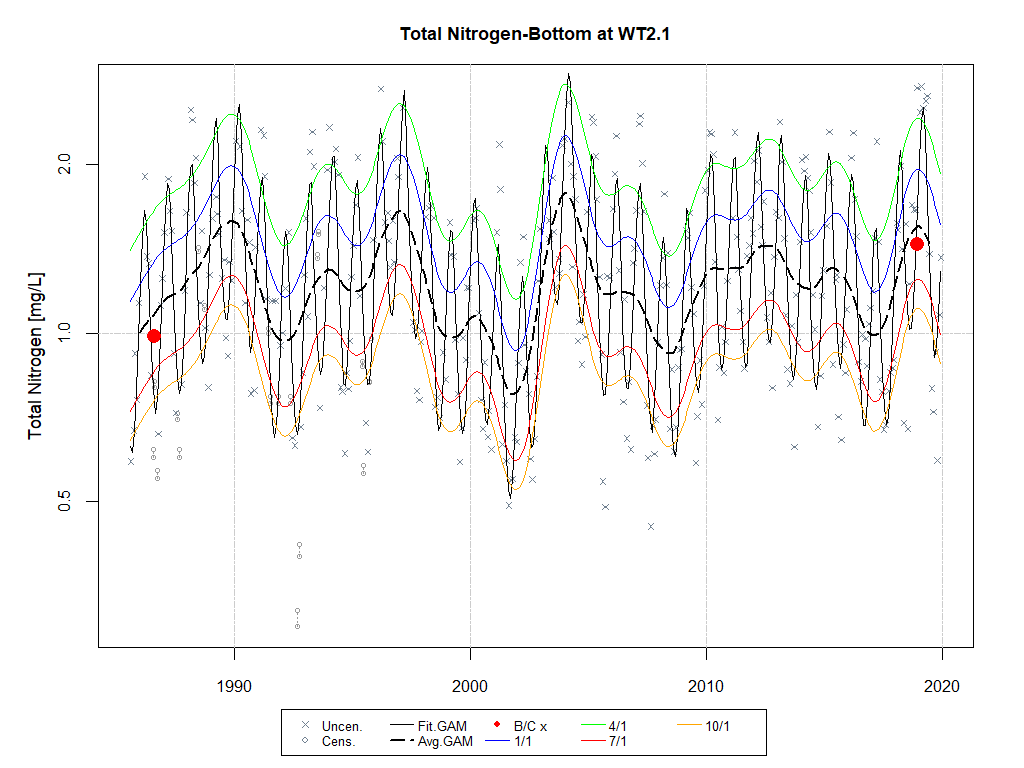 Total Nitrogen-Bottom at WT2.1
Total Nitrogen [mg/L]
2.0
1.0
0.5
1990 2000 2010 2020
Uncen. Fit.GAM B/C x 4/1 10/1
Cens. Avg.GAM 1/1 7/1